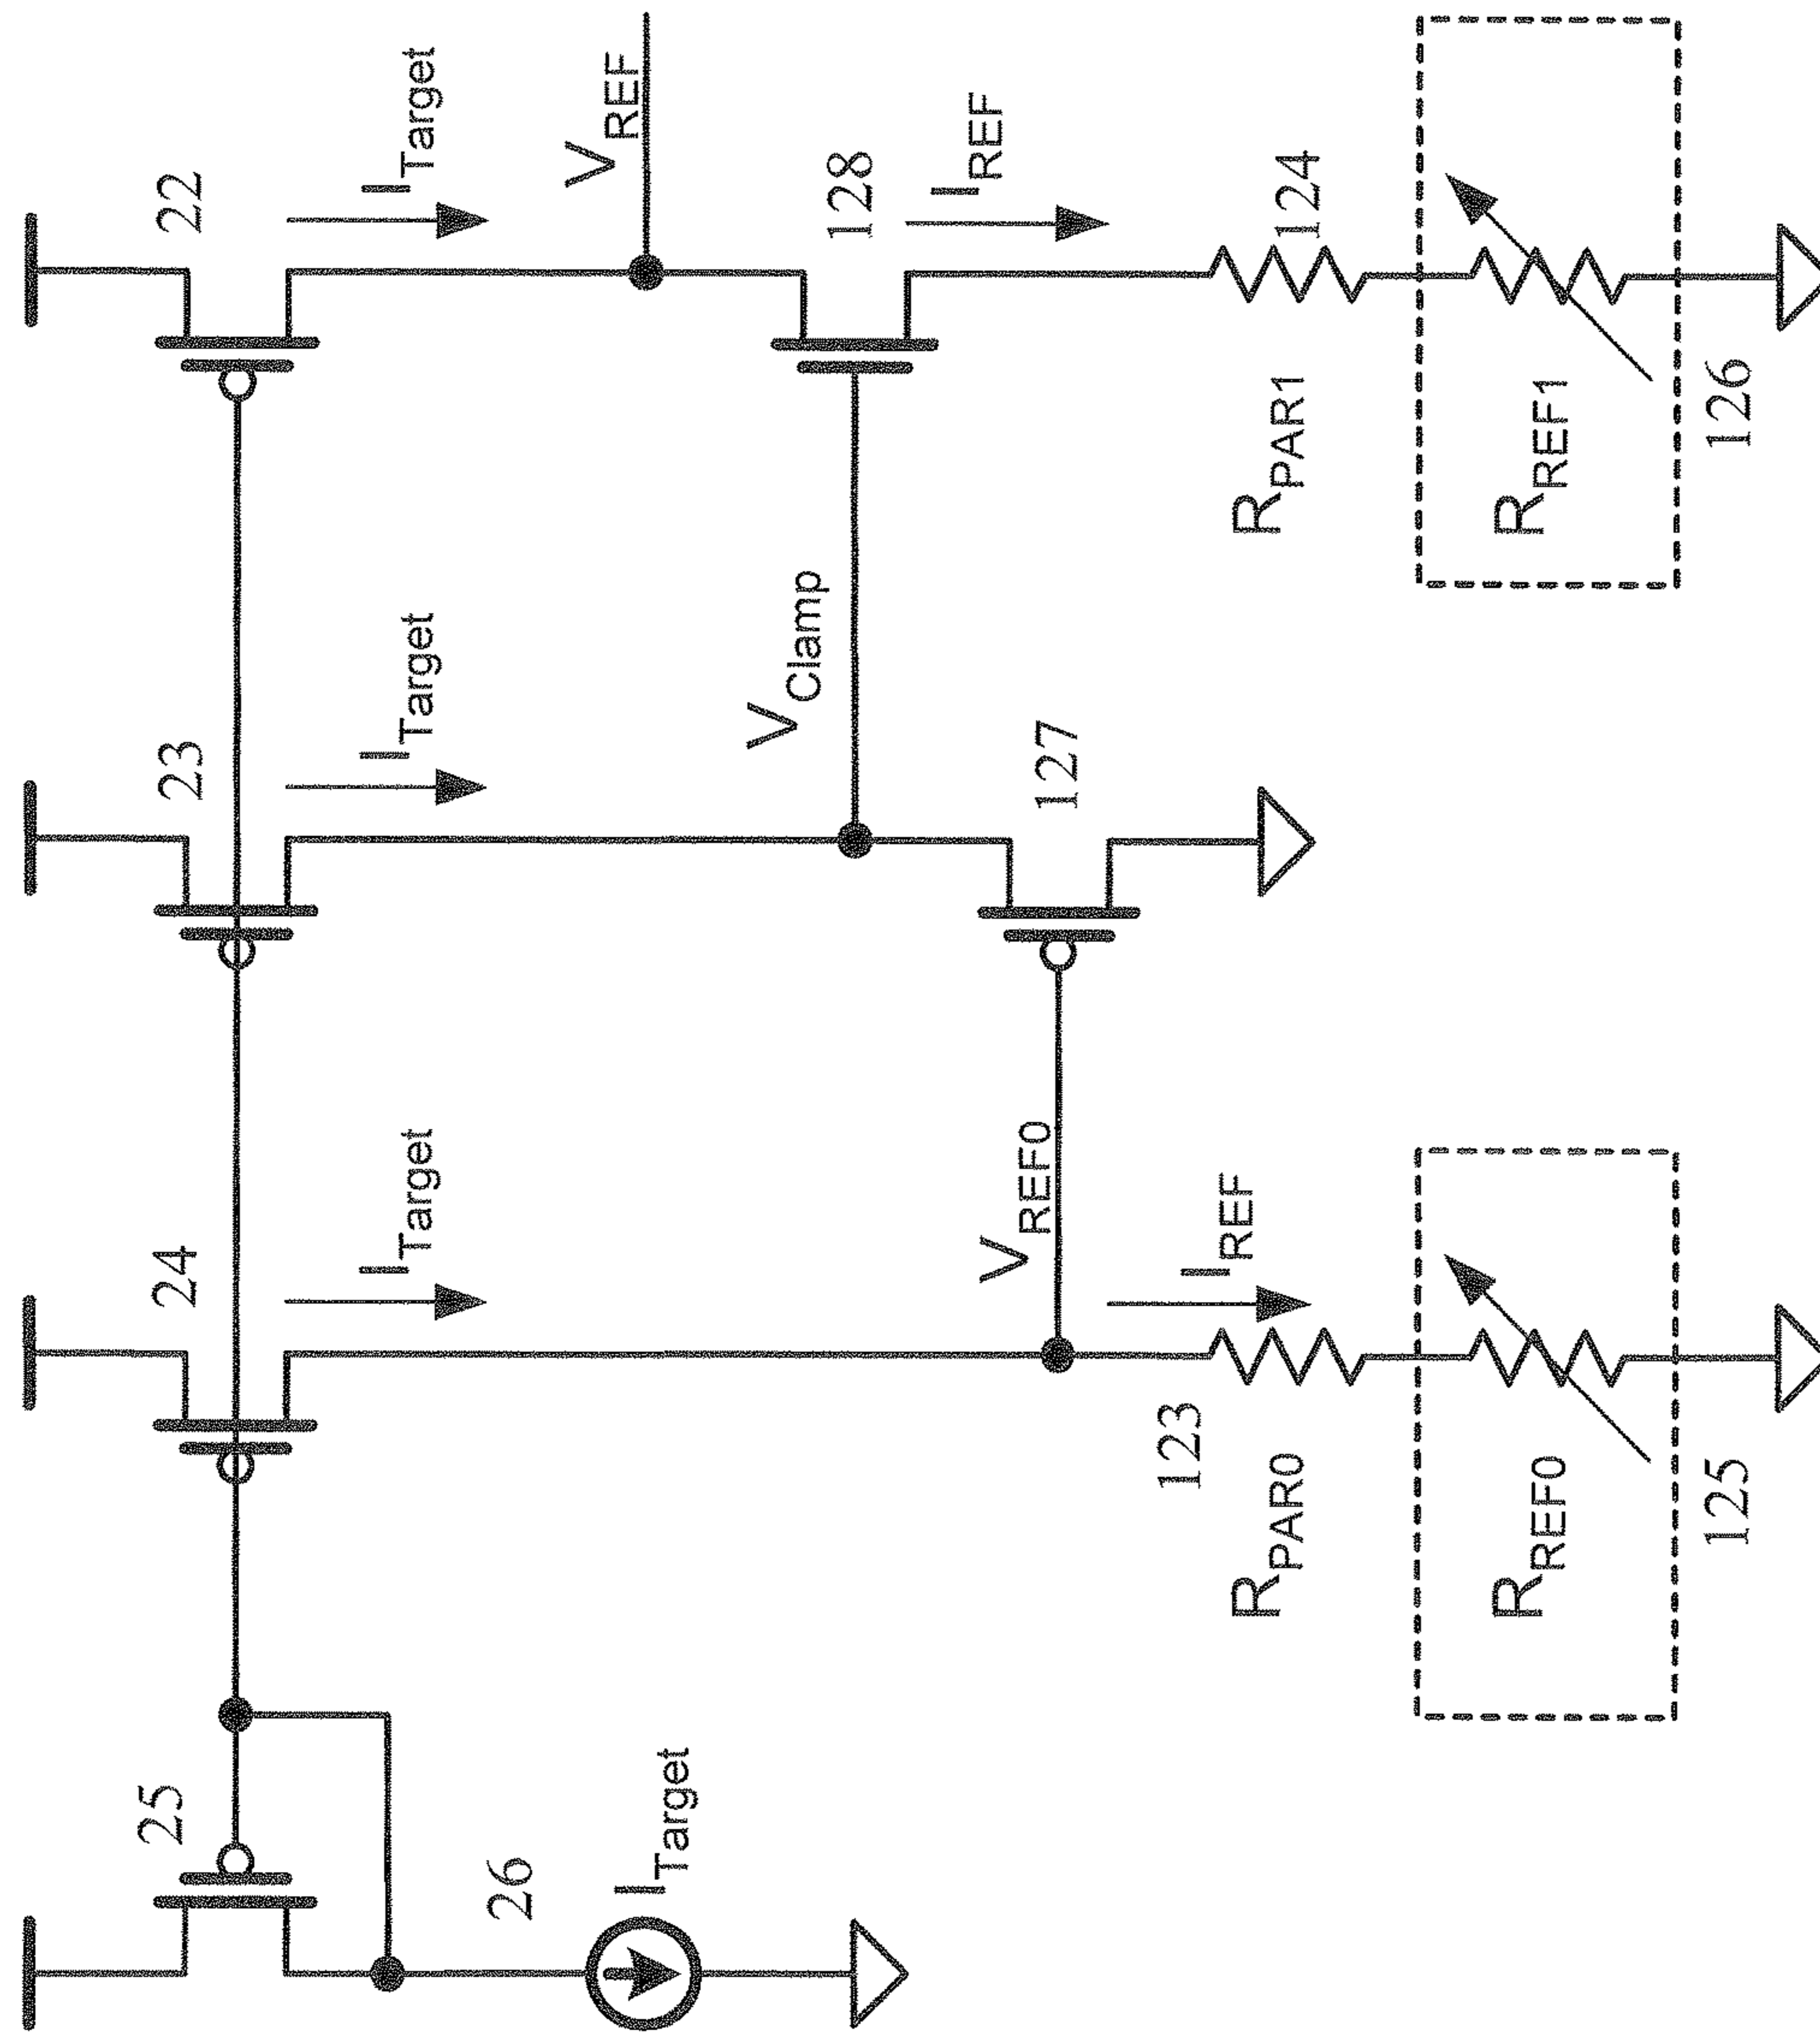 25
24
23
22
I_Target
I_Target
I_Target
26
V_REF
I_Target
V_Clamp
128
I_REF
V_REF0
127
123
I_REF
R_PAR0
R_PAR1
124
R_REF0
R_REF1
125
126